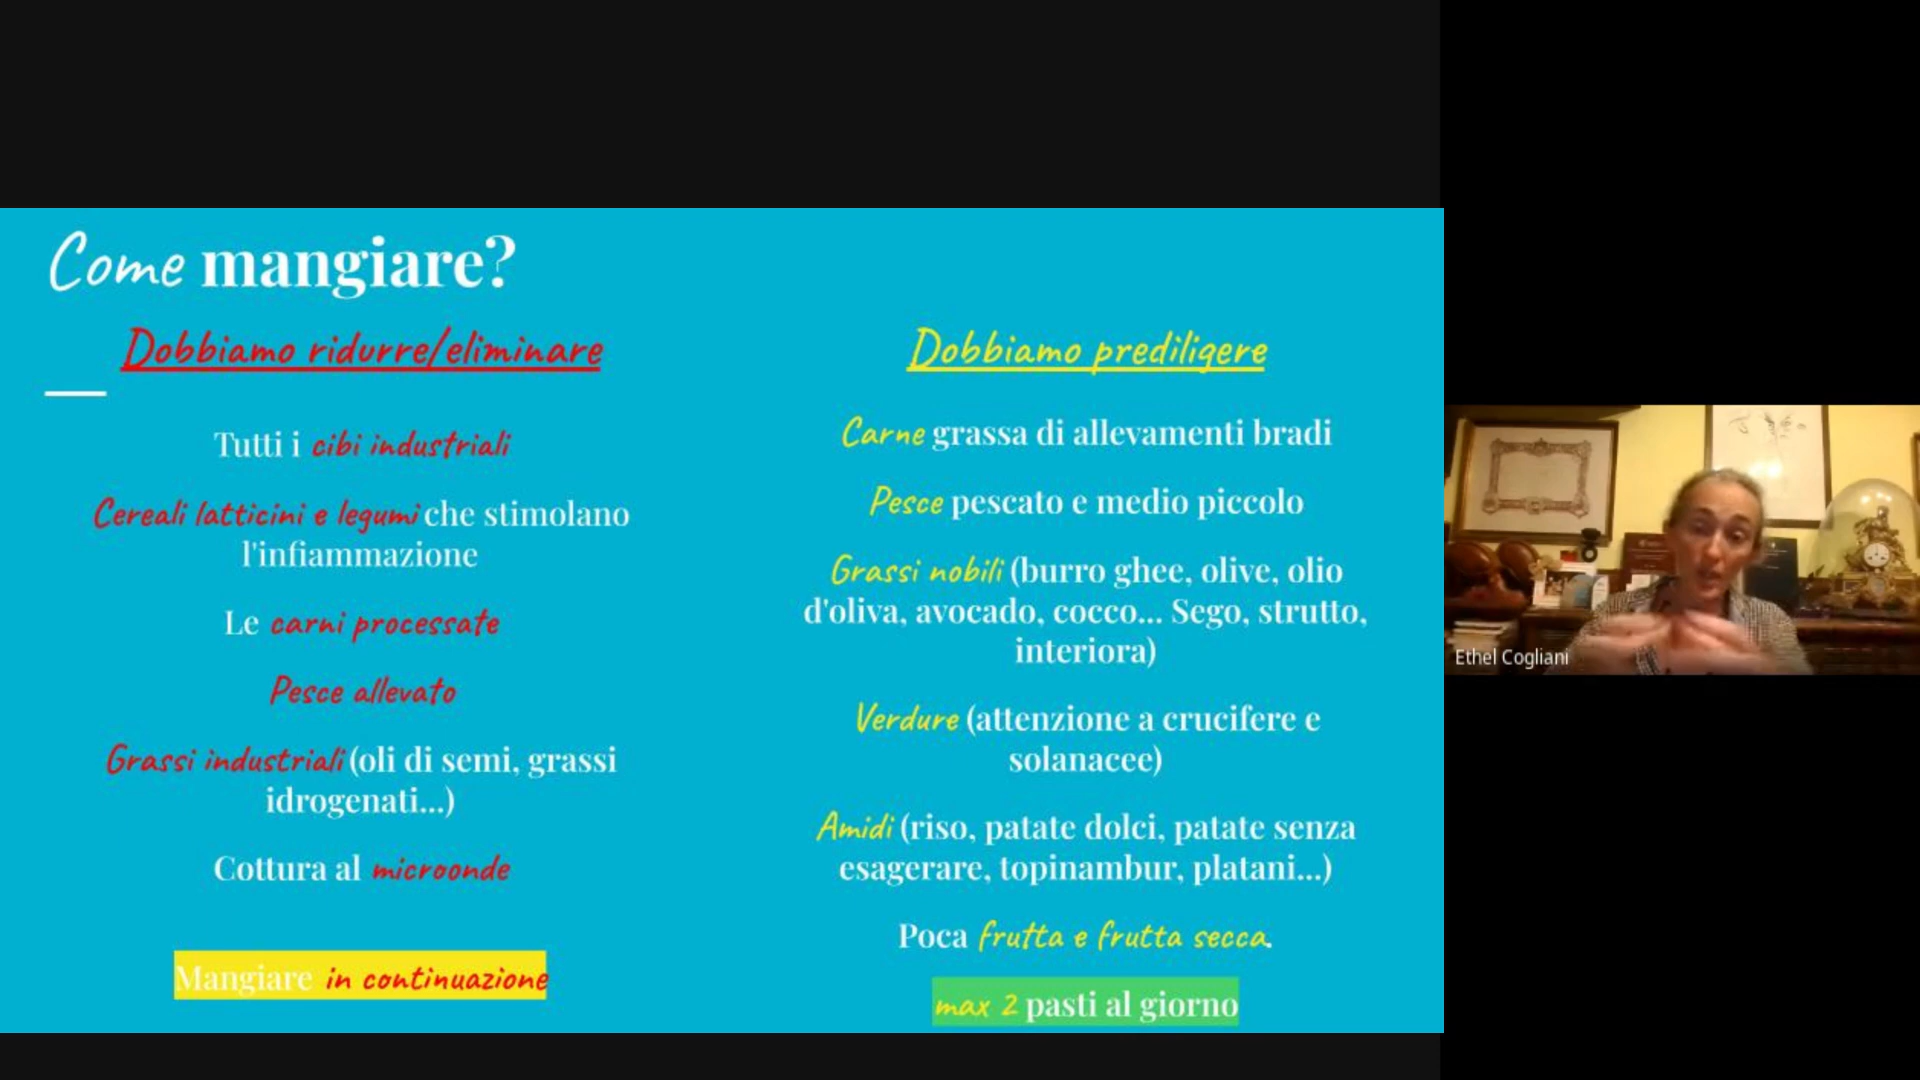 Come mangiare?
Dobbiamo ridurre/eliminare
Tutti i cibi industriali
Cereali latticini e legumi che stimolano
l'infiammazione
Le carni processate
Pesce allevato
Grassi industriali (oli di semi, grassi
idrogenati...)
Cottura al microonde
Mangiare in continuazione
Dobbiamo prediligere
Carne grassa di allevamenti bradi
Pesce pescato e medio piccolo
Grassi nobili (burro ghee, olive, olio
d'oliva, avocado, cocco... Sego, strutto,
interiora)
Verdure (attenzione a crucifere e
solanacee)
Amidi (riso, patate dolci, patate senza
esagerare, topinambur, platani...)
Poca frutta e frutta secca.
max 2 pasti al giorno
Ethel Cogliani